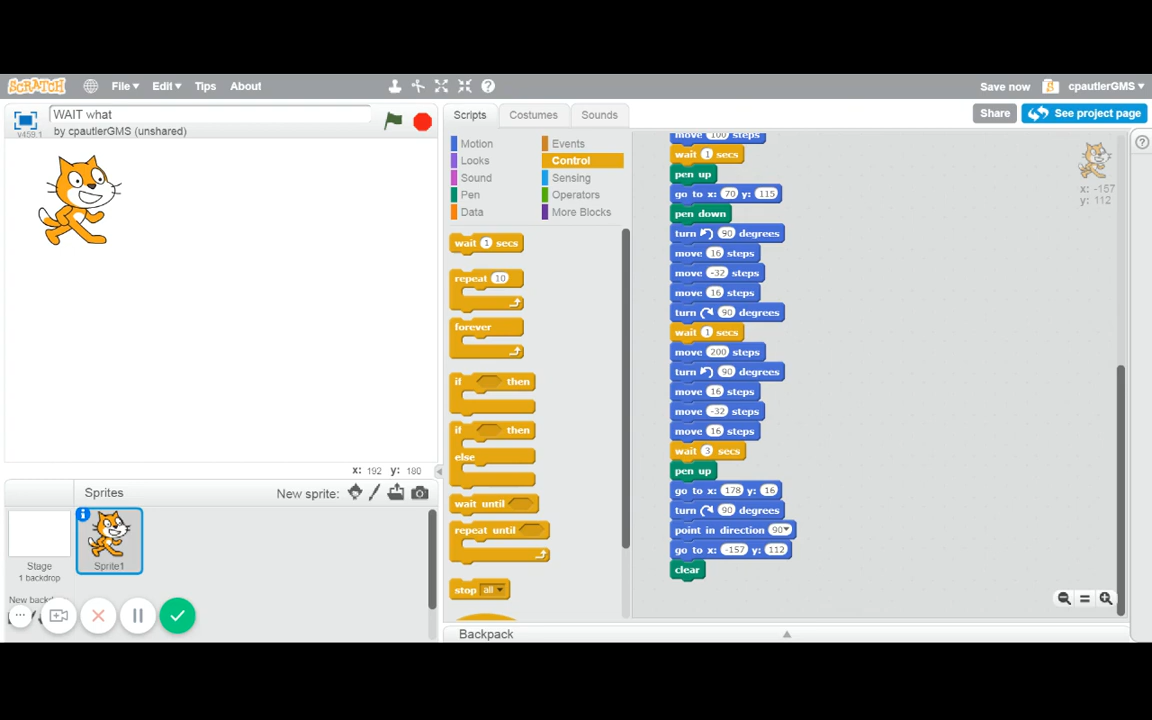 SCRATCH File Edit Tips About Save now cpautlerGMS
WAIT what
by cpautlerGMS (unshared)
v459.1
Scripts Costumes Sounds Share See project page
Motion Events
Looks Control
Sound Sensing
Pen Operators
Data More Blocks
wait 1 secs
repeat 10
forever
if then
if then
else
wait until
repeat until
stop all
move 100 steps
wait 1 secs
pen up
go to x: 70 y: 115
pen down
turn 90 degrees
move 16 steps
move -32 steps
move 16 steps
turn 90 degrees
wait 1 secs
move 200 steps
turn 90 degrees
move 16 steps
move -32 steps
move 16 steps
wait 3 secs
pen up
go to x: 178 y: 16
turn 90 degrees
point in direction 90
go to x: -157 y: 112
clear
x: -157
y: 112
x: 192 y: 180
Sprites New sprite:
Stage
1 backdrop
Sprite1
Backpack